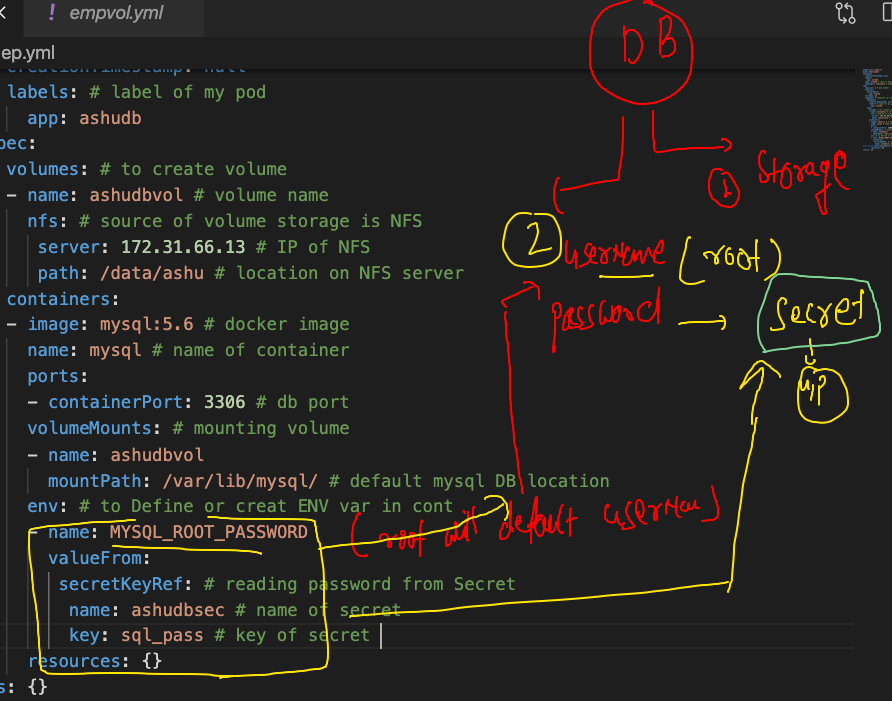 ! empvol.yml
ep.yml
creationTimestamp: null
labels: # label of my pod
app: ashudb
pec:
volumes: # to create volume
- name: ashudbvol # volume name
nfs: # source of volume storage is NFS
server: 172.31.66.13 # IP of NFS
path: /data/ashu # location on NFS server
containers:
- image: mysql:5.6 # docker image
name: mysql # name of container
ports:
- containerPort: 3306 # db port
volumeMounts: # mounting volume
- name: ashudbvol
mountPath: /var/lib/mysql/ # default mysql DB location
env: # to Define or creat ENV var in cont
- name: MYSQL_ROOT_PASSWORD
valueFrom:
secretKeyRef: # reading password from Secret
name: ashudbsec # name of secret
key: sql_pass # key of secret
resources: {}
s: {}
DB
① Storage
2 username (root)
password
Secret
(root default